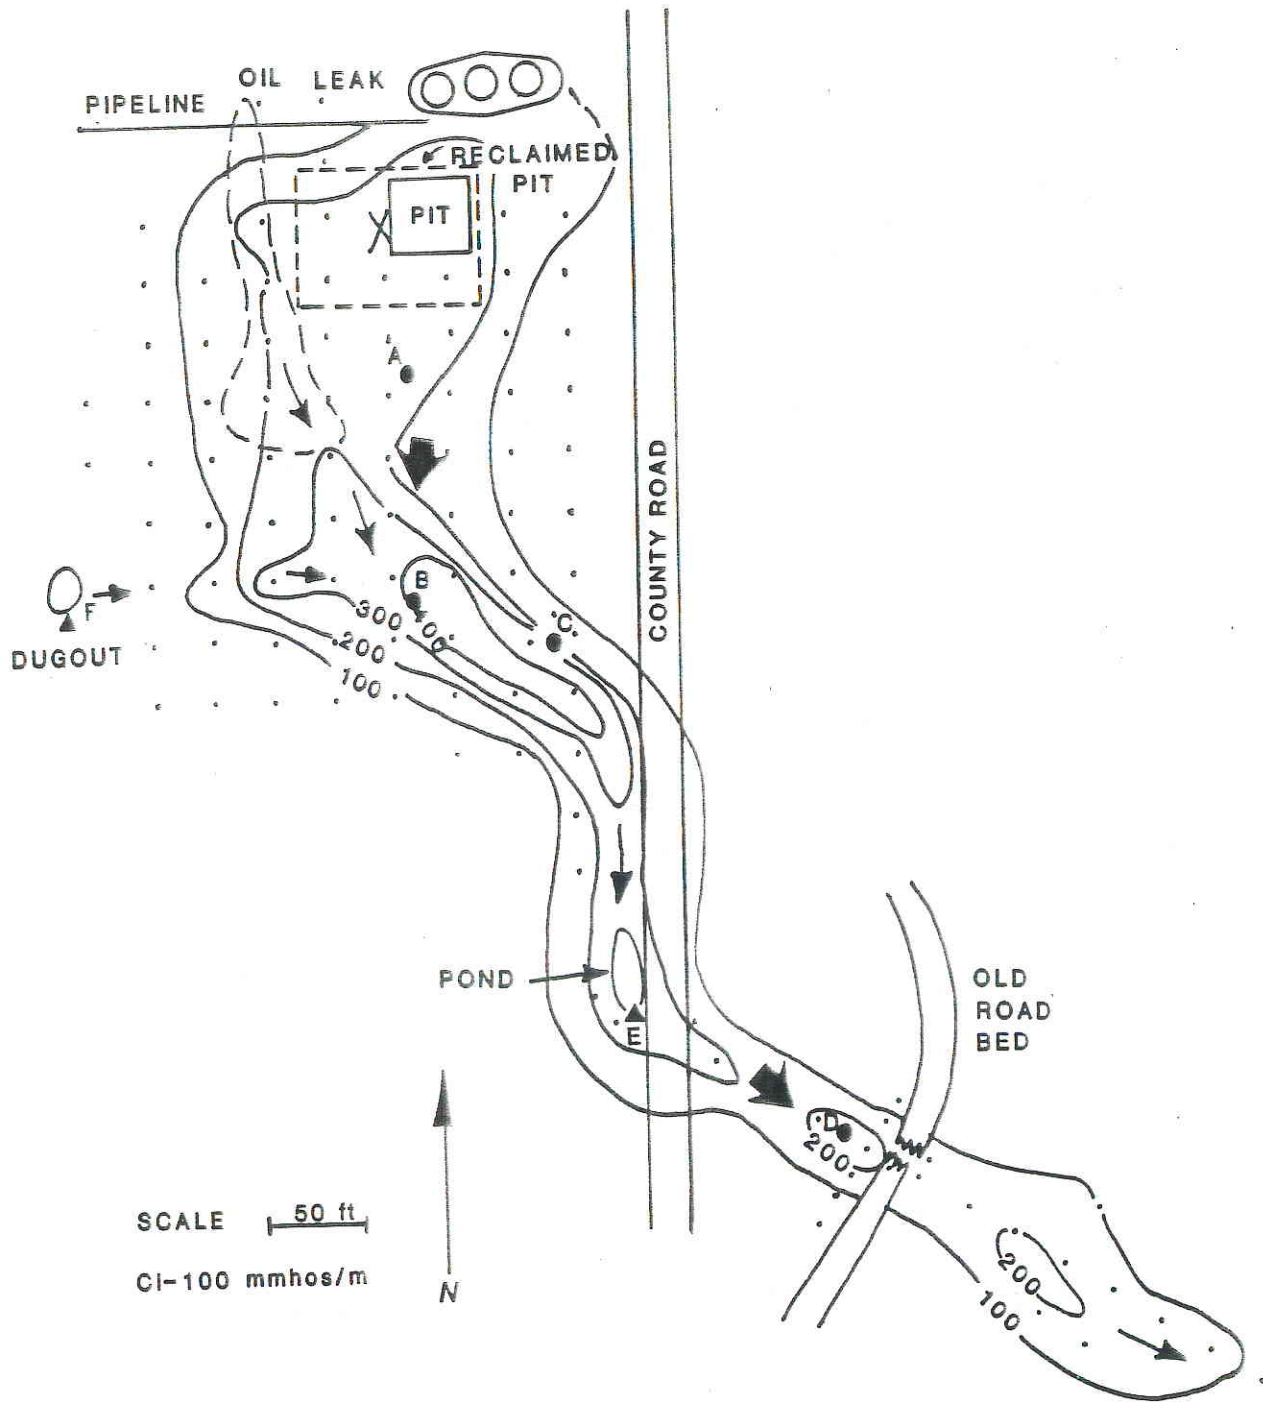 OIL LEAK
PIPELINE
RECLAIMED
PIT
PIT
A
COUNTY ROAD
B
C
F
DUGOUT
300
400
200
100
POND
E
OLD
ROAD
BED
D
200
SCALE 50 ft
CI-100 mmhos/m
N
200
100